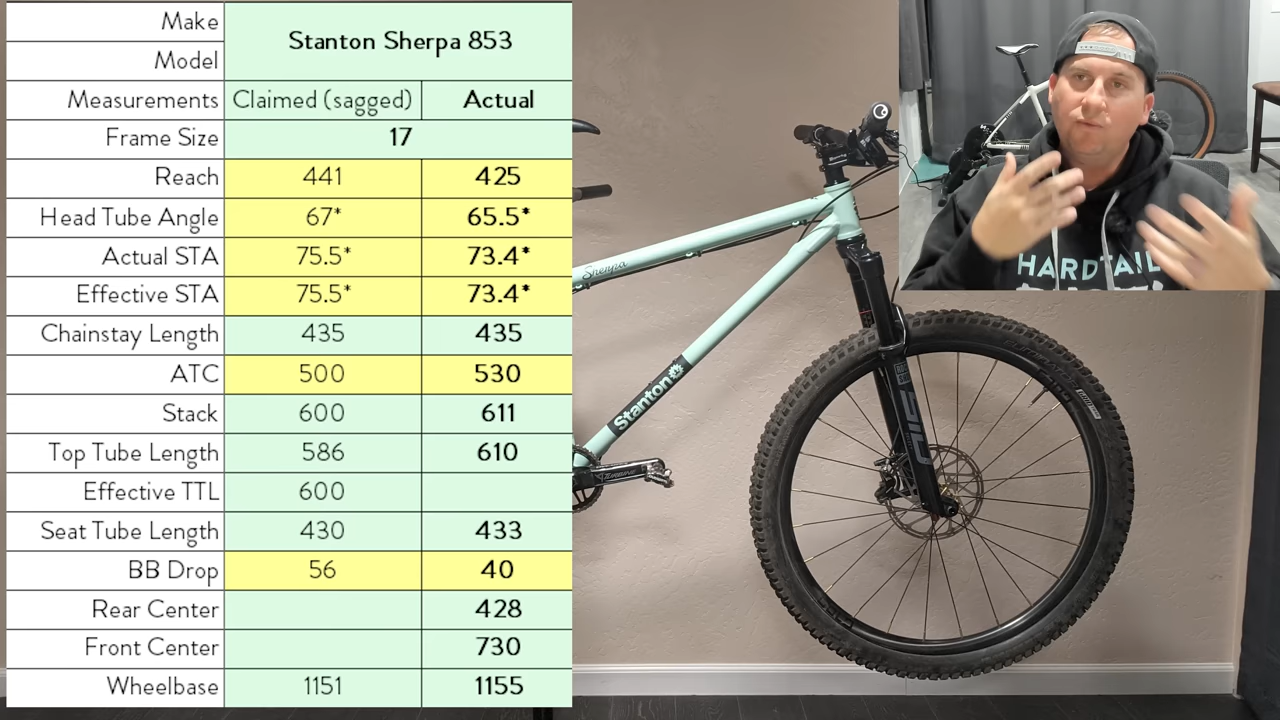 Make
Model
Stanton Sherpa 853
Measurements Claimed (sagged) Actual
Frame Size 17
Reach 441 425
Head Tube Angle 67* 65.5*
Actual STA 75.5* 73.4*
Effective STA 75.5* 73.4*
Chainstay Length 435 435
ATC 500 530
Stack 600 611
Top Tube Length 586 610
Effective TTL 600
Seat Tube Length 430 433
BB Drop 56 40
Rear Center 428
Front Center 730
Wheelbase 1151 1155
Sherpa
Stanton
PIKE
HARDTAIL